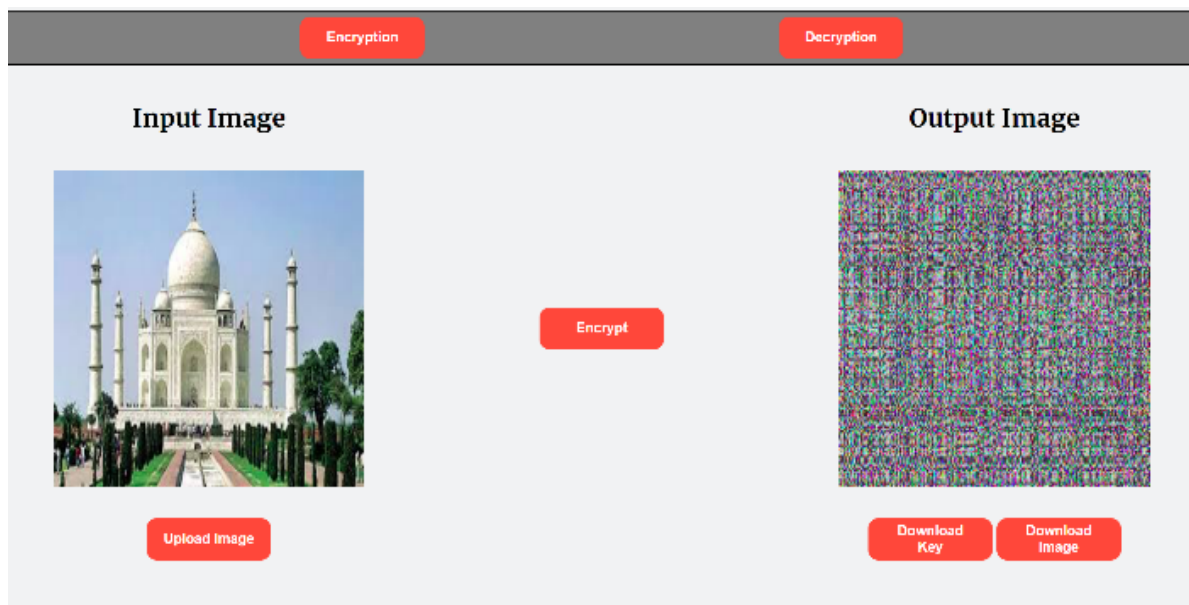 Encryption
Decryption
Input Image
Output Image
Encrypt
Upload Image
Download
Key
Download
Image